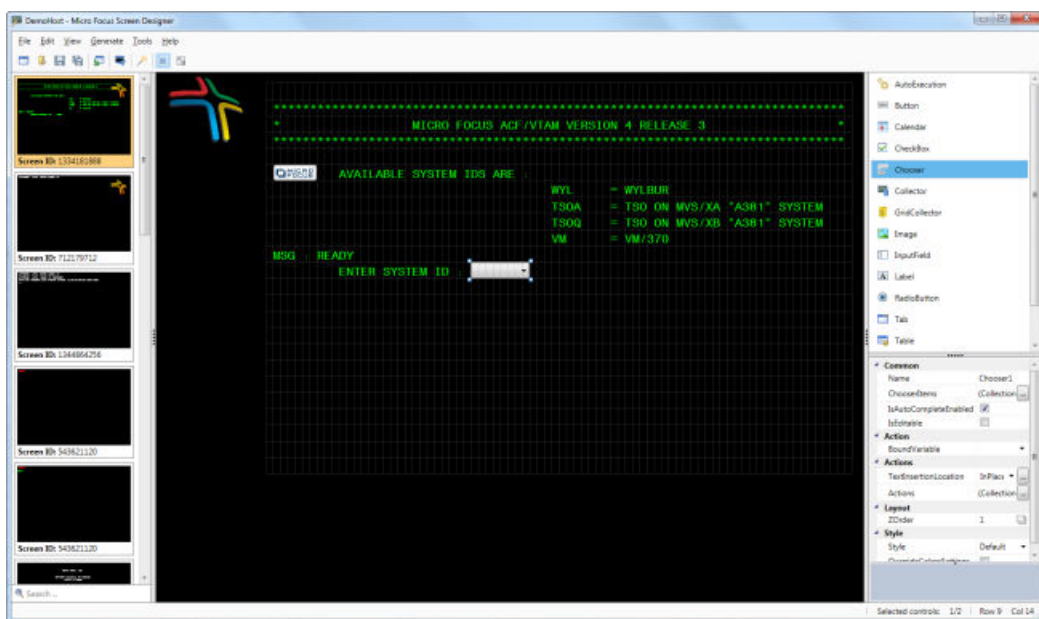 DemoHost - Micro Focus Screen Designer
File Edit View Generate Tools Help
Screen ID: 1334181888
Screen ID: 712179712
Screen ID: 1344864256
Screen ID: 543621120
Screen ID: 543621120
Search ...
********************************************************************
* MICRO FOCUS ACF/VTAM VERSION 4 RELEASE 3 *
********************************************************************
AVAILABLE SYSTEM IDS ARE :
WYL = WYLBUR
TSOA = TSO ON MVS/XA "A381" SYSTEM
TSOQ = TSO ON MVS/XB "A381" SYSTEM
VM = VM/370
MSG : READY
ENTER SYSTEM ID :
AutoExecution
Button
Calendar
CheckBox
Chooser
Collector
GridCollector
Image
InputField
Label
RadioButton
Tab
Table
Common
Name Chooser1
ChooserItems (Collection)
IsAutoCompleteEnabled
IsEditable
Action
BoundVariable
Actions
TextInsertionLocation InPlace
Actions (Collection)
Layout
ZOrder 1
Style
Style Default
Selected controls: 1/2 Row 9 Col 14